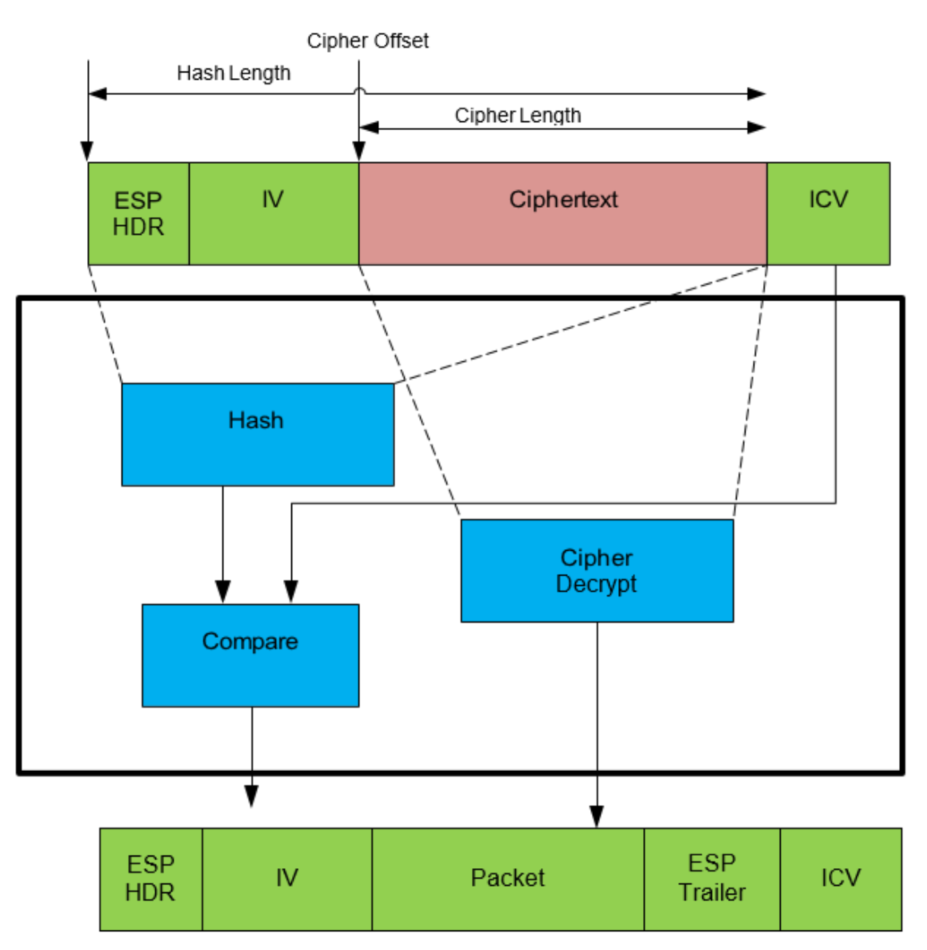 Cipher Offset
Hash Length
Cipher Length
ESP
HDR
IV
Ciphertext
ICV
Hash
Cipher
Decrypt
Compare
ESP
HDR
IV
Packet
ESP
Trailer
ICV